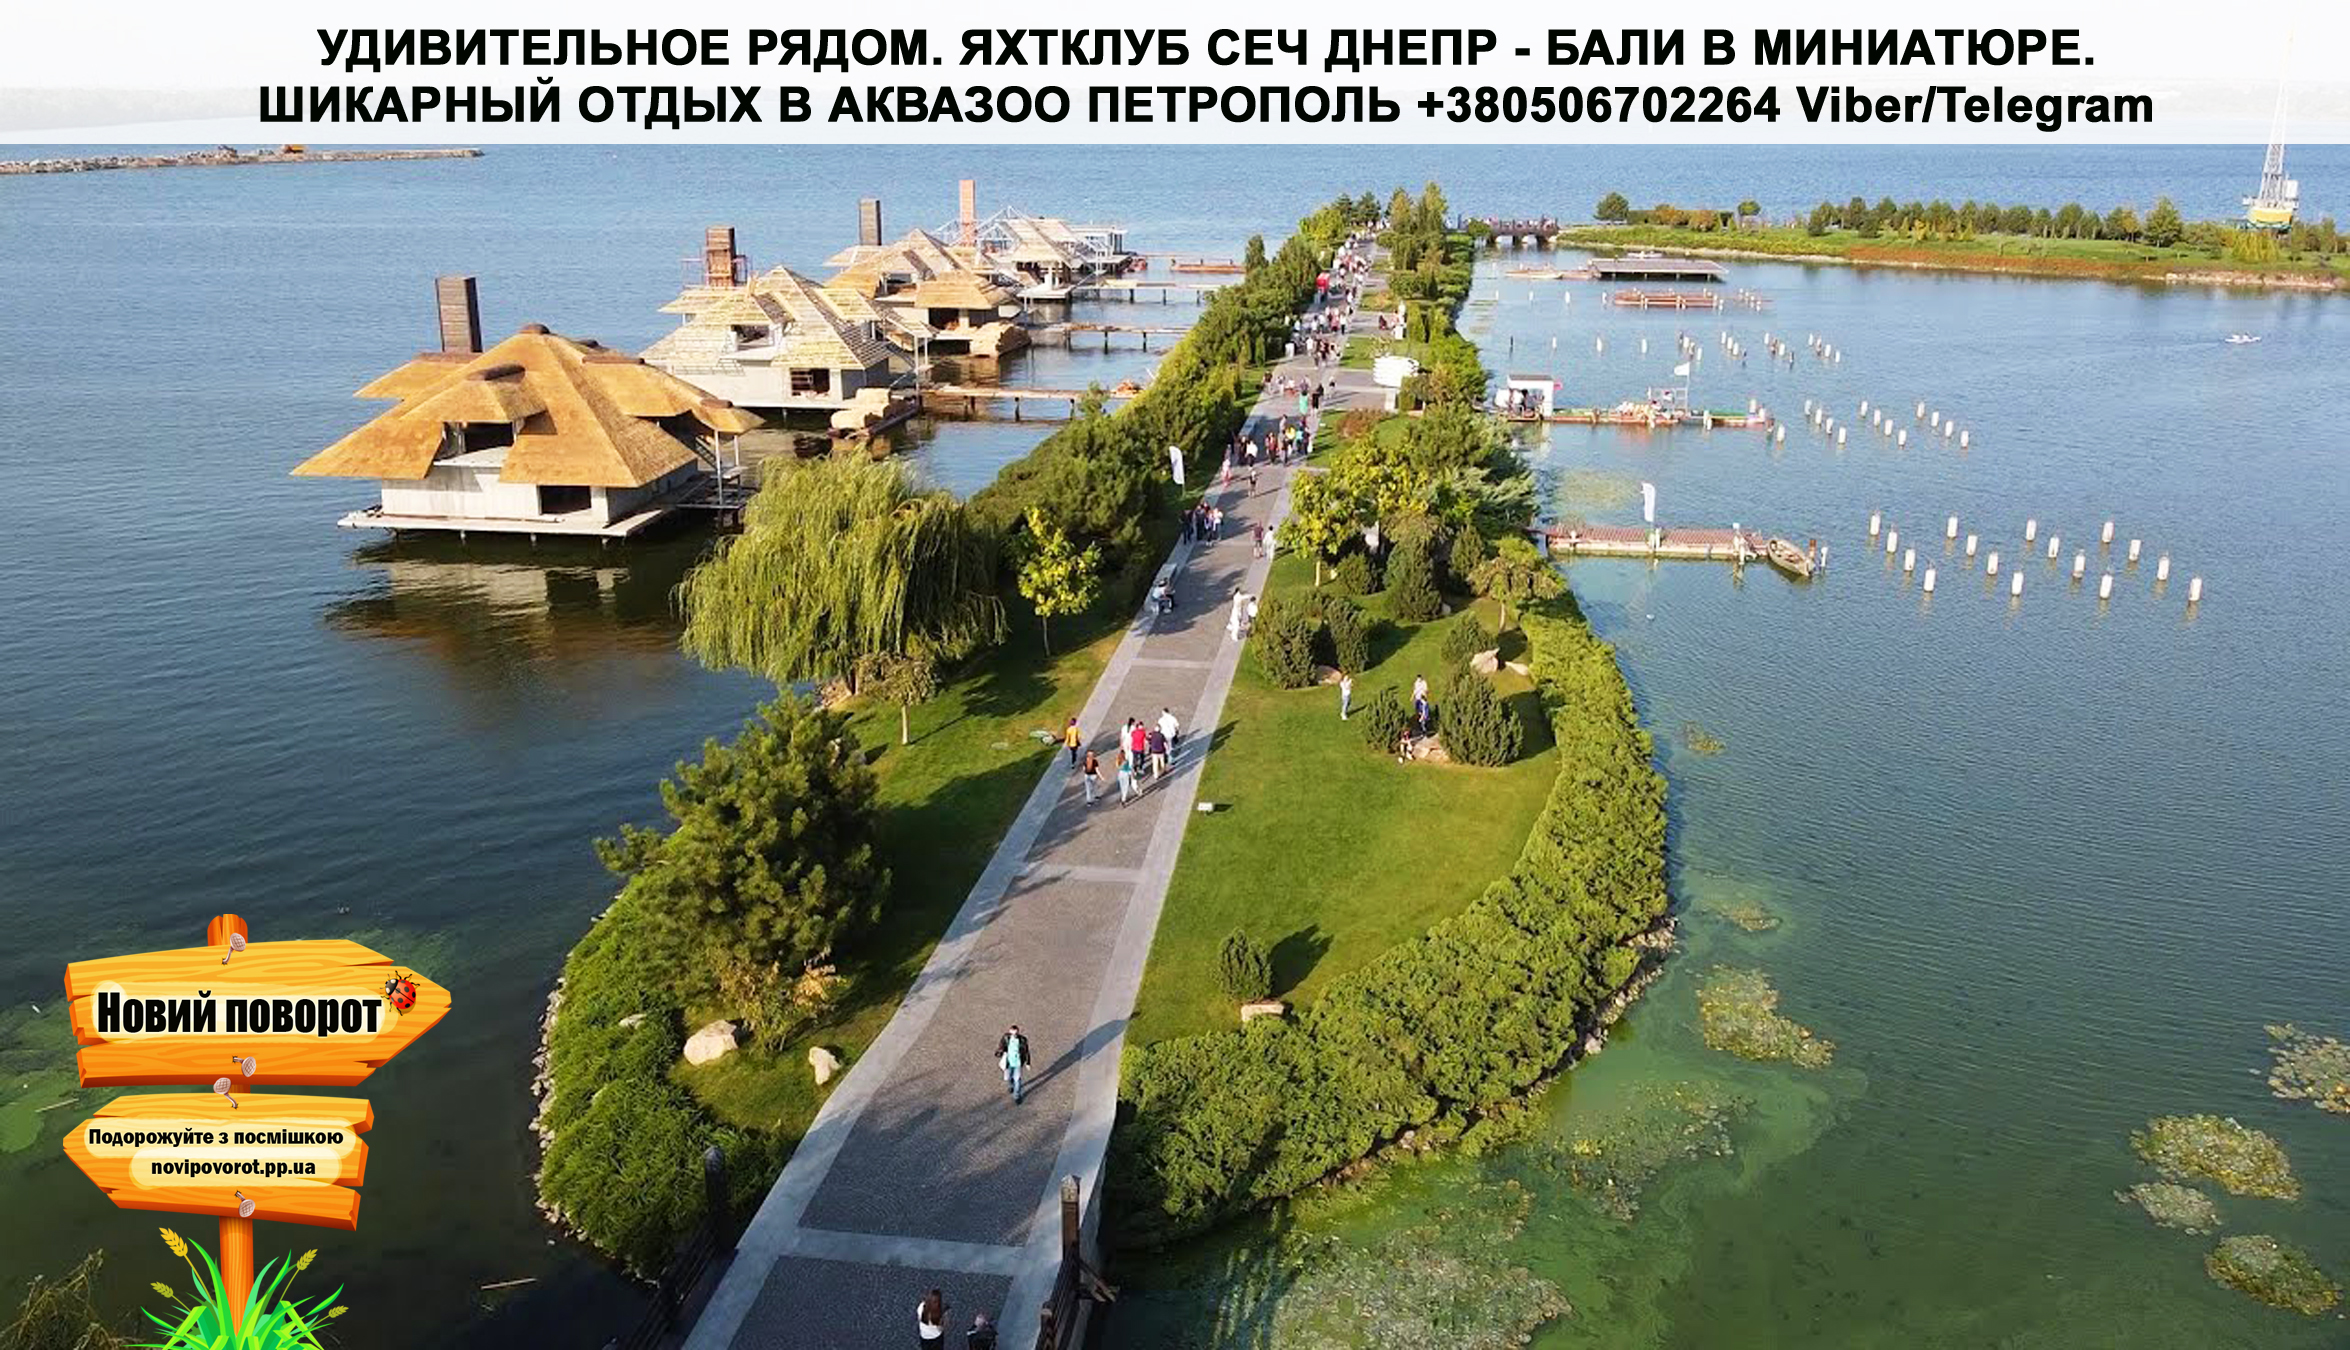 УДИВИТЕЛЬНОЕ РЯДОМ. ЯХТКЛУБ СЕЧ ДНЕПР - БАЛИ В МИНИАТЮРЕ.
ШИКАРНЫЙ ОТДЫХ В АКВАЗОО ПЕТРОПОЛЬ +380506702264 Viber/Telegram
Новий поворот
Подорожуйте з посмішкою
novipovorot.pp.ua